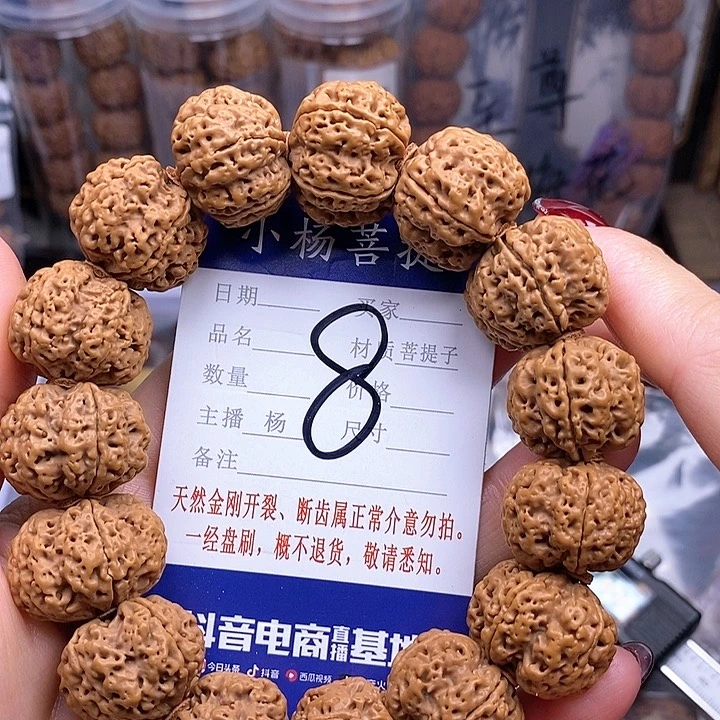 小杨菩提
日期 买家
品名 材质 菩提子
数量 价格
主播 杨 尺寸
备注
8
天然金刚开裂、断齿属正常介意勿拍。
一经盘刷，概不退货，敬请悉知。
抖音电商直播基地
今日头条 抖音 西瓜视频
尊